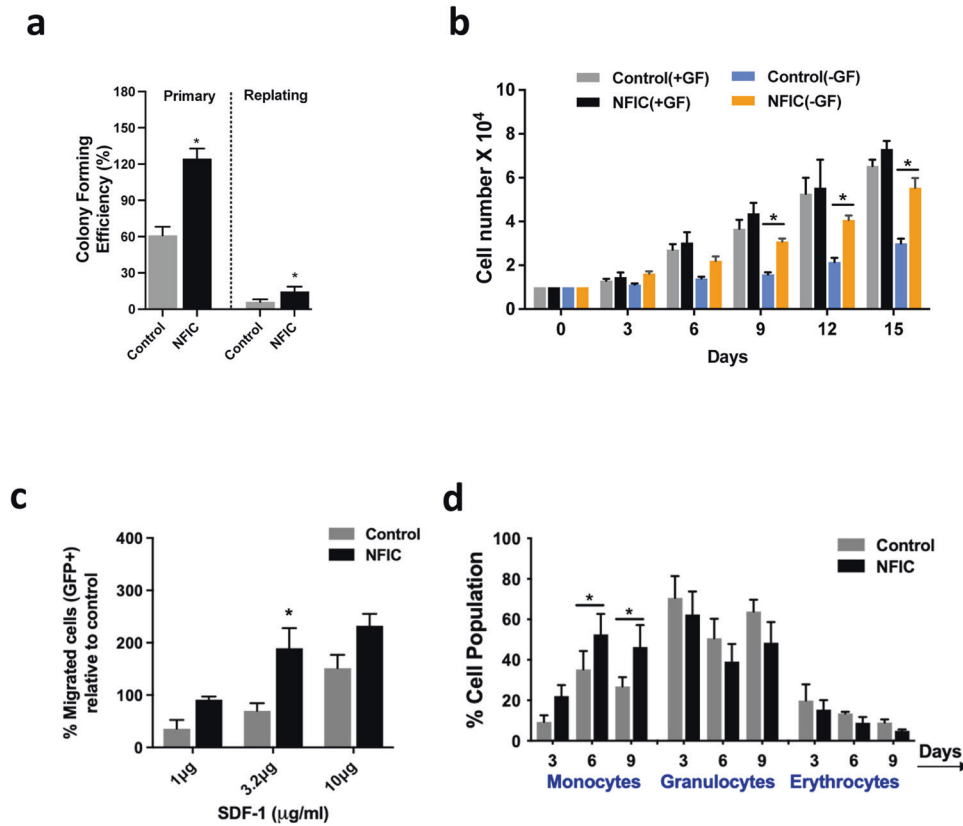 a
Primary Replating
Colony Forming
Efficiency (%)
180
150
120
90
60
30
0
Control NFIC Control NFIC
* *
b
Control(+GF) Control(-GF)
NFIC(+GF) NFIC(-GF)
Cell number X 10⁴
10
8
6
4
2
0
* * *
0 3 6 9 12 15
Days
c
Control
NFIC
% Migrated cells (GFP+)
relative to control
400
300
200
100
0
*
1μg 3.2μg 10μg
SDF-1 (μg/ml)
d
Control
NFIC
% Cell Population
100
80
60
40
20
0
* *
3 6 9 3 6 9 3 6 9 Days
Monocytes Granulocytes Erythrocytes